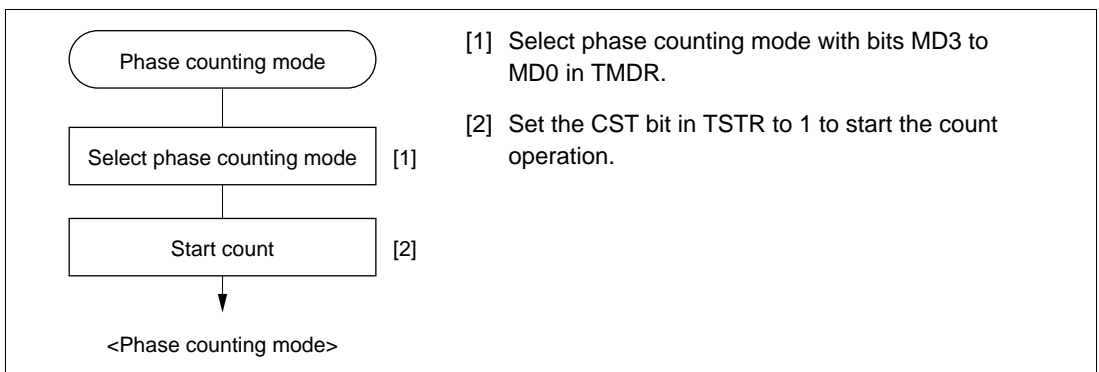 Phase counting mode
Select phase counting mode [1]
Start count [2]
<Phase counting mode>
[1] Select phase counting mode with bits MD3 to
MD0 in TMDR.
[2] Set the CST bit in TSTR to 1 to start the count
operation.